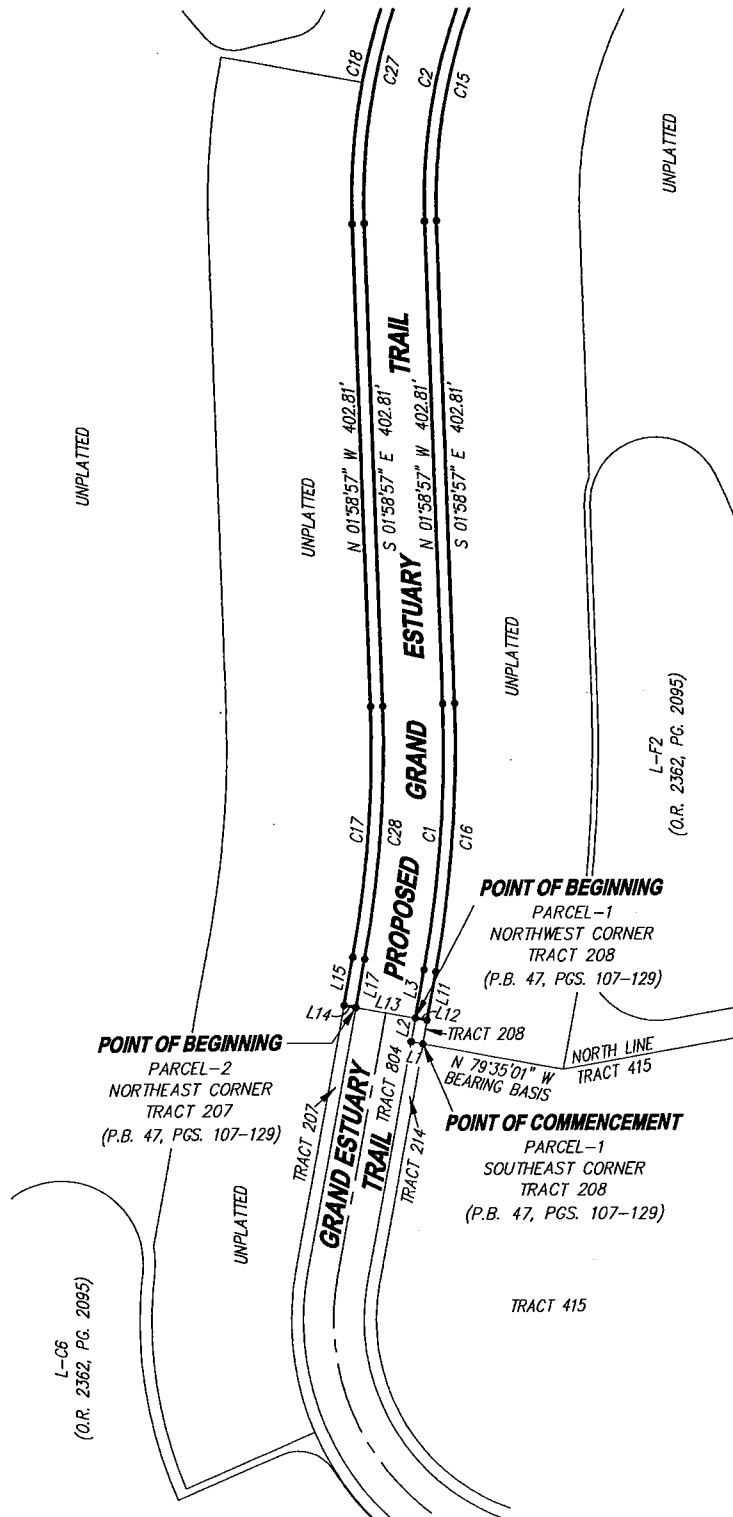 C18
C27
C2
C15
UNPLATTED
UNPLATTED
UNPLATTED
UNPLATTED
N 01°58'57" W 402.81'
S 01°58'57" E 402.81'
N 01°58'57" W 402.81'
S 01°58'57" E 402.81'
PROPOSED GRAND ESTUARY TRAIL
L-F2
(O.R. 2362, PG. 2095)
C17
C28
C1
C16
POINT OF BEGINNING
PARCEL-1
NORTHWEST CORNER
TRACT 208
(P.B. 47, PGS. 107-129)
L15
L17
L14
L13
L3
L11
L12
L2
L1
TRACT 208
NORTH LINE
TRACT 415
N 79°35'01" W
BEARING BASIS
POINT OF BEGINNING
PARCEL-2
NORTHEAST CORNER
TRACT 207
(P.B. 47, PGS. 107-129)
POINT OF COMMENCEMENT
PARCEL-1
SOUTHEAST CORNER
TRACT 208
(P.B. 47, PGS. 107-129)
TRACT 207
GRAND ESTUARY
TRAIL
TRACT 804
TRACT 214
UNPLATTED
TRACT 415
L-C6
(O.R. 2362, PG. 2095)